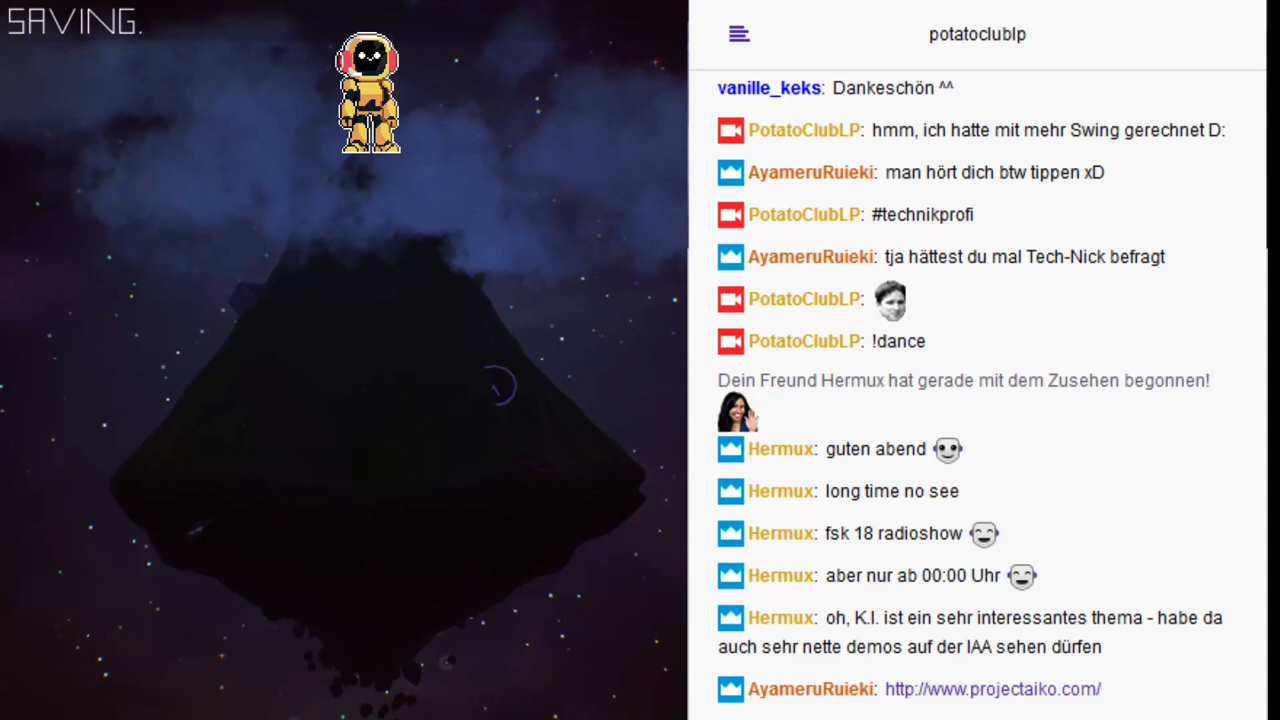 SAVING.
potatoclublp
vanille_keks: Dankeschön ^^
PotatoClubLP: hmm, ich hatte mit mehr Swing gerechnet D:
AyameruRuieki: man hört dich btw tippen xD
PotatoClubLP: #technikprofi
AyameruRuieki: tja hättest du mal Tech-Nick befragt
PotatoClubLP:
PotatoClubLP: !dance
Dein Freund Hermux hat gerade mit dem Zusehen begonnen!
Hermux: guten abend
Hermux: long time no see
Hermux: fsk 18 radioshow
Hermux: aber nur ab 00:00 Uhr
Hermux: oh, K.I. ist ein sehr interessantes thema - habe da
auch sehr nette demos auf der IAA sehen dürfen
AyameruRuieki: http://www.projectaiko.com/